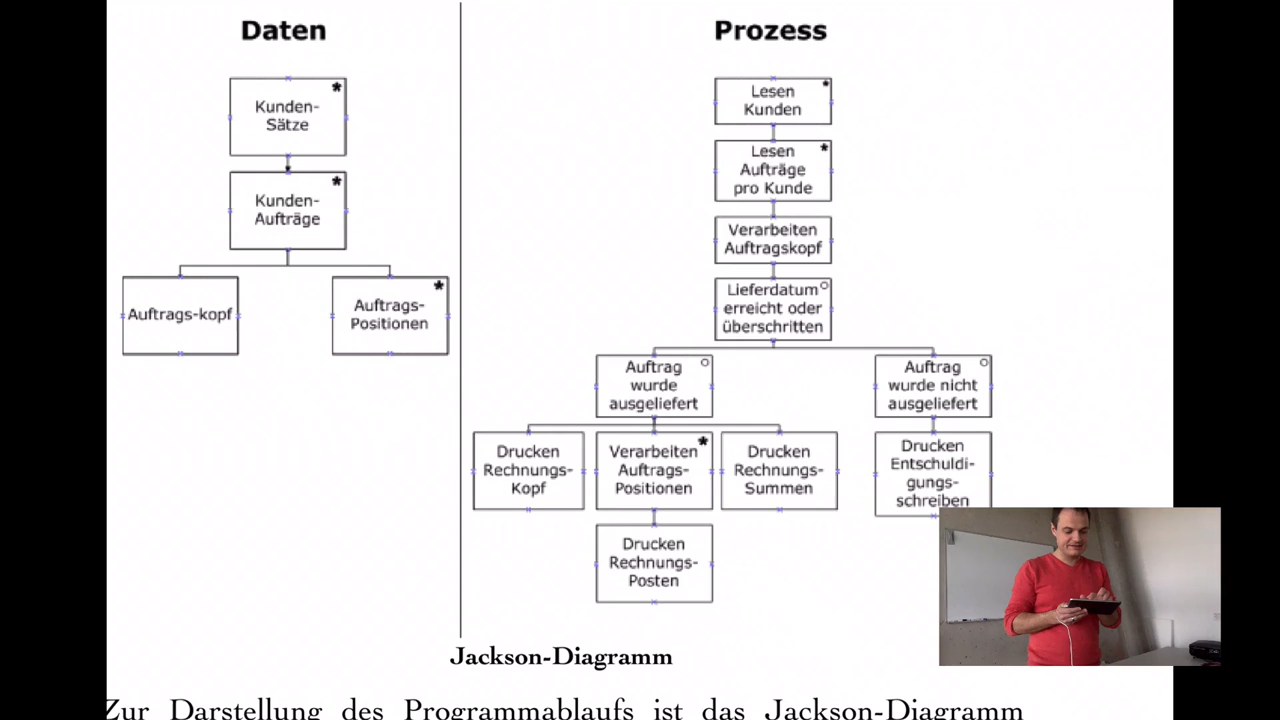 Daten
Prozess
Kunden-
Sätze
*
Kunden-
Aufträge
*
Auftrags-kopf
Auftrags-
Positionen
*
Lesen
Kunden
*
Lesen
Aufträge
pro Kunde
*
Verarbeiten
Auftragskopf
Lieferdatum
erreicht oder
überschritten
Auftrag
wurde
ausgeliefert
Auftrag
wurde nicht
ausgeliefert
Drucken
Rechnungs-
Kopf
Verarbeiten
Auftrags-
Positionen
*
Drucken
Rechnungs-
Summen
Drucken
Entschuldi-
gungs-
schreiben
Drucken
Rechnungs-
Posten
Jackson-Diagramm
Zur Darstellung des Programmablaufs ist das Jackson-Diagramm